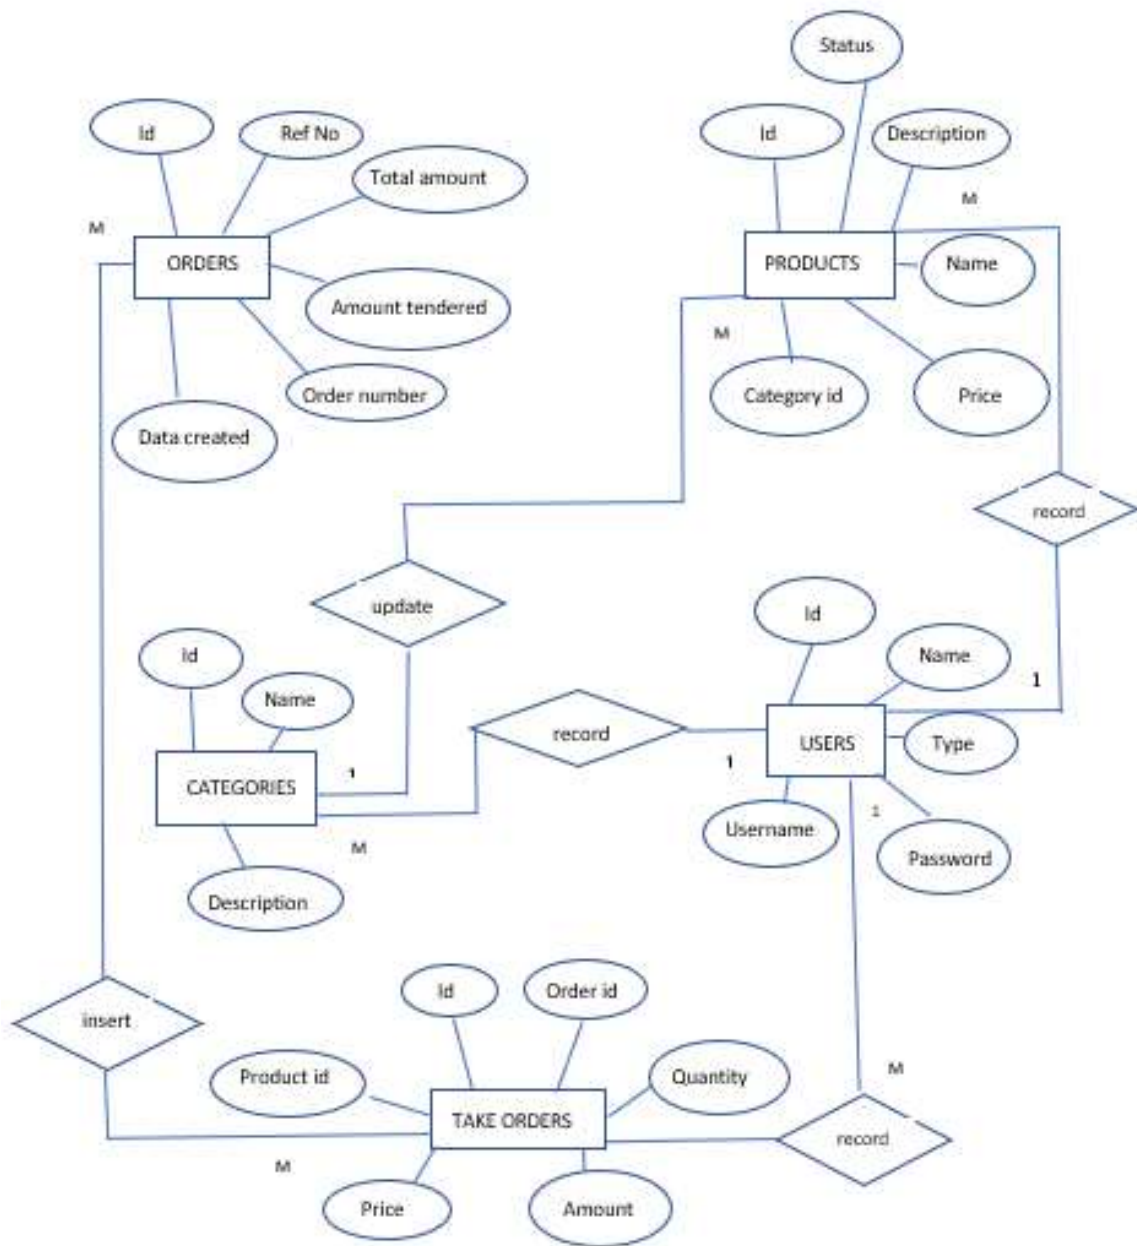 Status
Id
Ref No
Id
Description
Total amount
M
M
ORDERS
PRODUCTS
Name
Amount tendered
M
Order number
Category id
Price
Data created
record
update
Id
Id
Name
Name
1
record
USERS
Type
CATEGORIES
1
1
1
Username
M
Password
Description
Id
Order id
insert
Product id
Quantity
M
TAKE ORDERS
record
M
Price
Amount